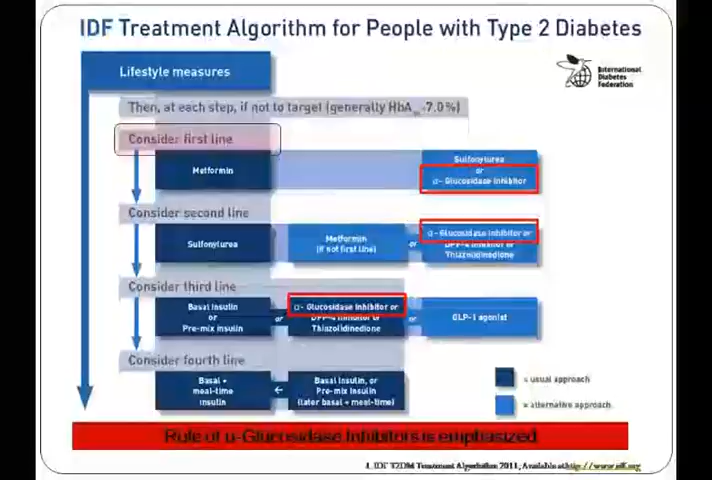 IDF Treatment Algorithm for People with Type 2 Diabetes
International
Diabetes
Federation
Lifestyle measures
Then, at each step, if not to target (generally HbA1c <7.0%)
Consider first line
Metformin
Sulfonylurea
or
α- Glucosidase Inhibitor
Consider second line
Sulfonylurea
Metformin
(if not first line)
or
α- Glucosidase Inhibitor or
DPP-4 Inhibitor or
Thiazolidinedione
Consider third line
Basal Insulin
or
Pre-mix insulin
or
α- Glucosidase Inhibitor or
DPP-4 Inhibitor or
Thiazolidinedione
or
GLP-1 agonist
Consider fourth line
Basal +
meal-time
insulin
←
Basal Insulin, or
Pre-mix Insulin
(later basal + meal-time)
= usual approach
= alternative approach
Role of α-Glucosidase Inhibitors is emphasized
1. IDF T2DM Treatment Algorithm 2011; Available at http://www.idf.org